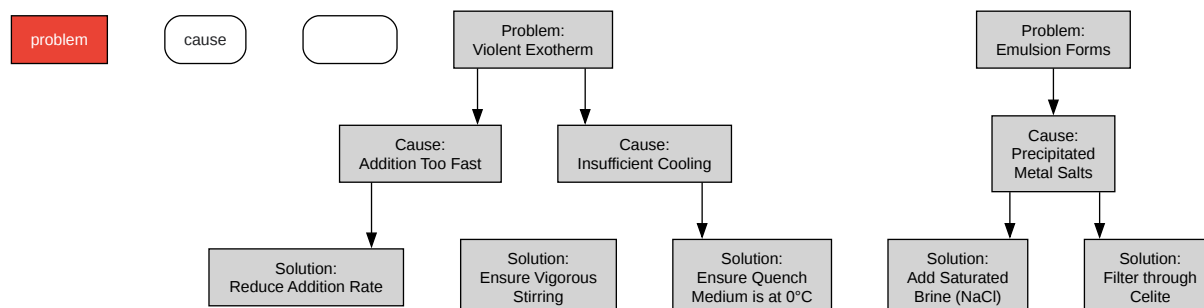 problem
cause
Problem:
Violent Exotherm
Problem:
Emulsion Forms
Cause:
Addition Too Fast
Cause:
Insufficient Cooling
Cause:
Precipitated
Metal Salts
Solution:
Reduce Addition Rate
Solution:
Ensure Vigorous
Stirring
Solution:
Ensure Quench
Medium is at 0°C
Solution:
Add Saturated
Brine (NaCl)
Solution:
Filter through
Celite